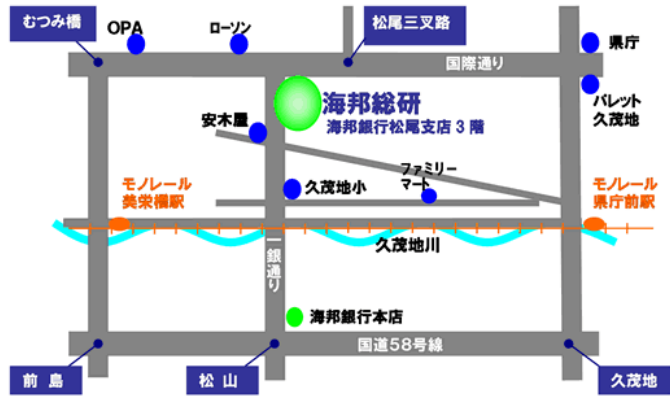 むつみ橋
OPA
ローソン
松尾三叉路
県庁
国際通り
パレット
久茂地
海邦総研
海邦銀行松尾支店3階
安木屋
ファミリー
マート
久茂地小
モノレール
美栄橋駅
モノレール
県庁前駅
久茂地川
一銀通り
海邦銀行本店
国道58号線
前島
松山
久茂地